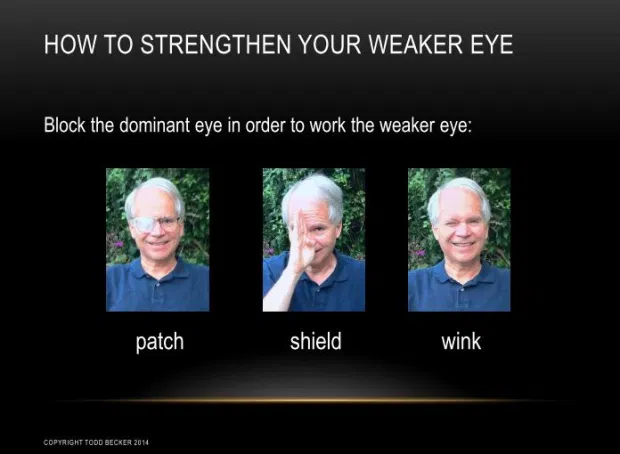 HOW TO STRENGTHEN YOUR WEAKER EYE
Block the dominant eye in order to work the weaker eye:
patch shield wink
COPYRIGHT TODD BECKER 2014